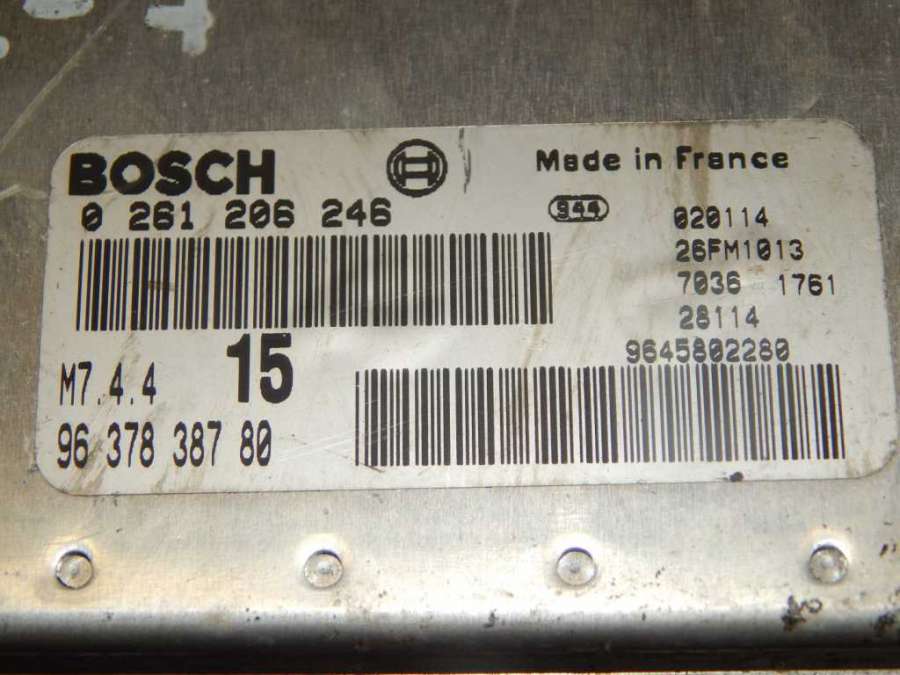 BOSCH
Made in France
0 261 206 246
944
020114
26FM1013
7036 1761
28114
9645802280
M7.4.4
15
96 378 387 80